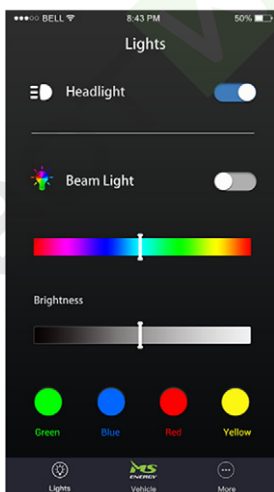 ●●●○○ BELL 8:43 PM 50%
Lights
Headlight
Beam Light
Brightness
Green Blue Red Yellow
MS
ENERGY
Lights Vehicle More